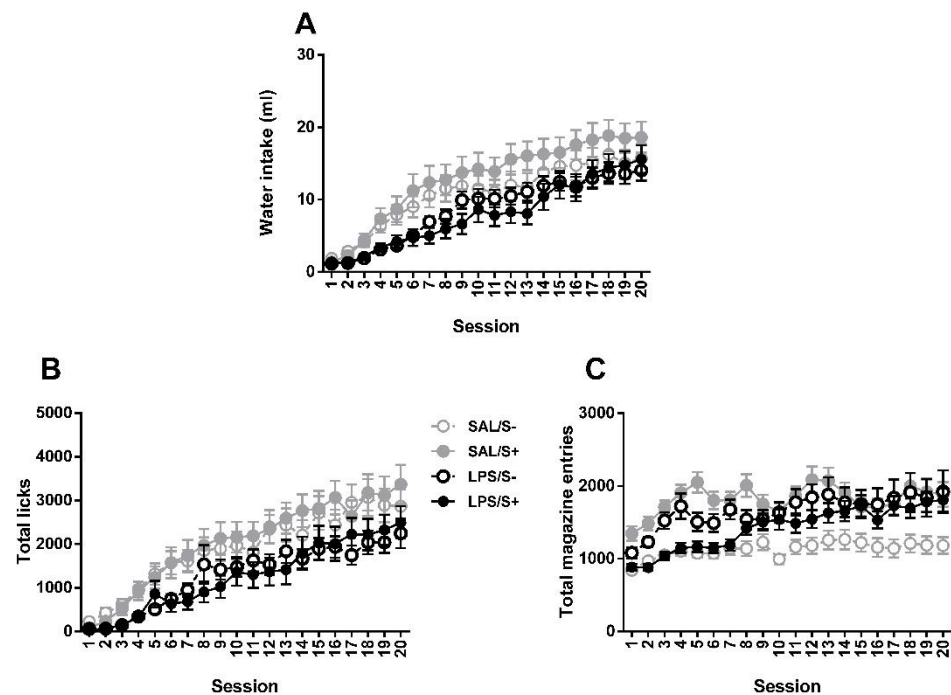 A
30
20
10
0
Water intake (ml)
1 2 3 4 5 6 7 8 9 10 11 12 13 14 15 16 17 18 19 20
Session
B
5000
4000
3000
2000
1000
0
Total licks
1 2 3 4 5 6 7 8 9 10 11 12 13 14 15 16 17 18 19 20
Session
SAL/S-
SAL/S+
LPS/S-
LPS/S+
C
3000
2000
1000
0
Total magazine entries
1 2 3 4 5 6 7 8 9 10 11 12 13 14 15 16 17 18 19 20
Session